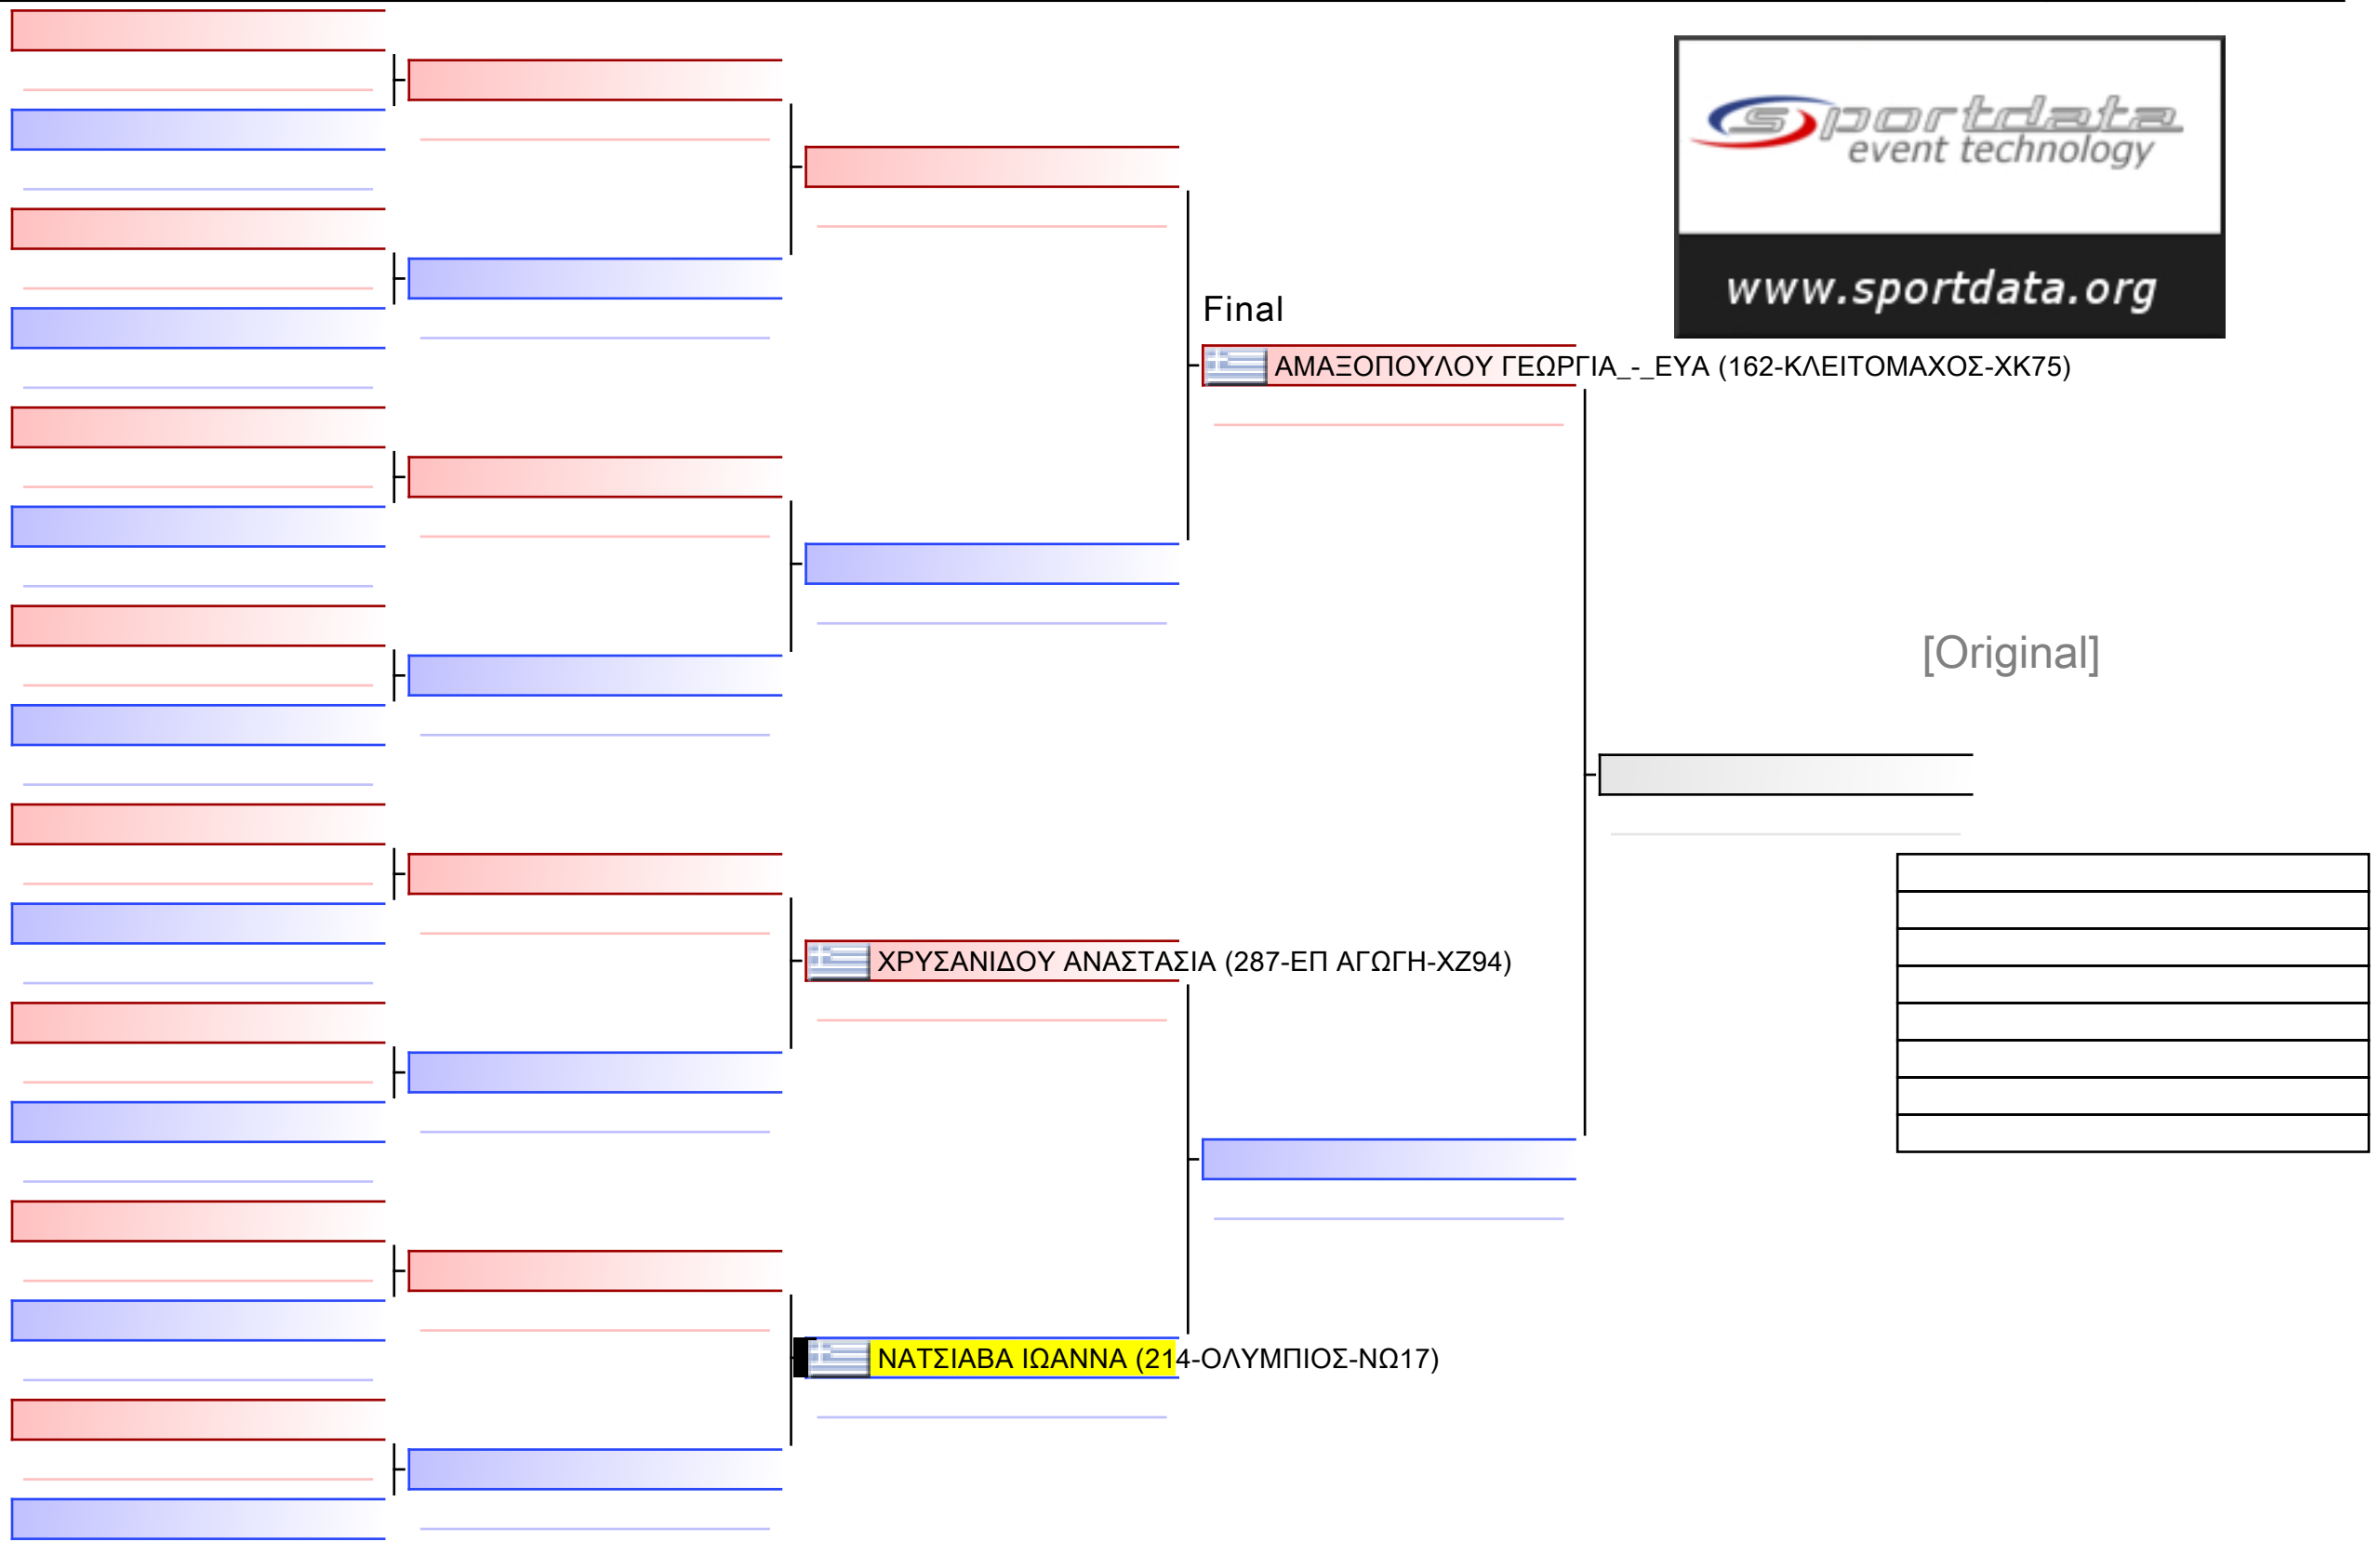 sportdata
event technology
www.sportdata.org
Final
ΑΜΑΞΟΠΟΥΛΟΥ ΓΕΩΡΓΙΑ_-_ΕΥΑ (162-ΚΛΕΙΤΟΜΑΧΟΣ-ΧΚ75)
[Original]
ΧΡΥΣΑΝΙΔΟΥ ΑΝΑΣΤΑΣΙΑ (287-ΕΠ ΑΓΩΓΗ-ΧΖ94)
ΝΑΤΣΙΑΒΑ ΙΩΑΝΝΑ (214-ΟΛΥΜΠΙΟΣ-ΝΩ17)